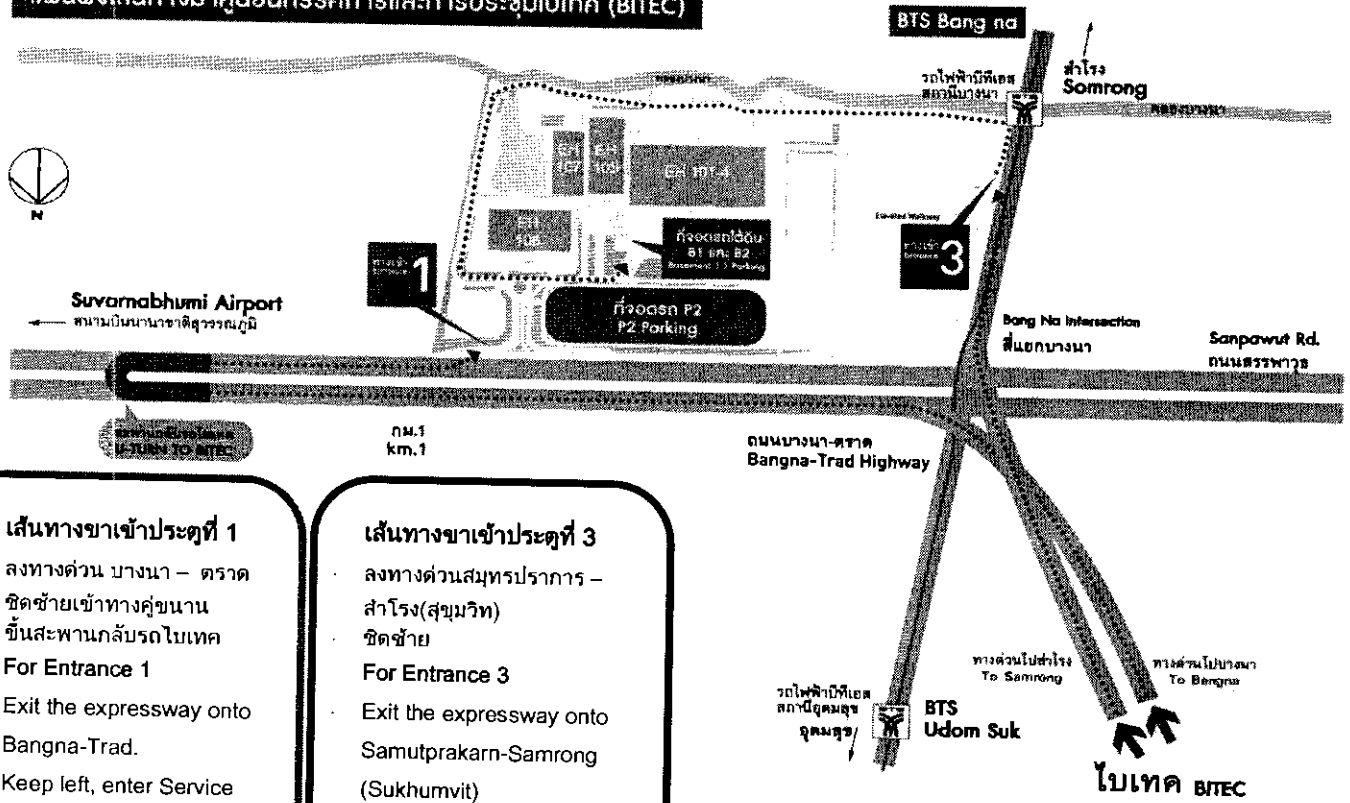 BTS Bang na
รถไฟฟ้าบีทีเอส
สถานีบางนา
สำโรง
Somrong
คลองบางนา
N
EH 101-4
ที่จอดรถใต้ดิน
B1 และ B2
3
1
ที่จอดรถ P2
P2 Parking
Suvarnabhumi Airport
สนามบินนานาชาติสุวรรณภูมิ
Bang Na Intersection
สี่แยกบางนา
Sanpawut Rd.
ถนนสรรพาวุธ
U-TURN TO BITEC
กม.1
km.1
ถนนบางนา-ตราด
Bangna-Trad Highway
เส้นทางขาเข้าประตูที่ 1
ลงทางด่วน บางนา – ตราด
ชิดซ้ายเข้าทางคู่ขนาน
ขึ้นสะพานกลับรถไบเทค
For Entrance 1
Exit the expressway onto
Bangna-Trad.
Keep left, enter Service
เส้นทางขาเข้าประตูที่ 3
ลงทางด่วนสมุทรปราการ –
สำโรง(สุขุมวิท)
ชิดซ้าย
For Entrance 3
Exit the expressway onto
Samutprakarn-Samrong
(Sukhumvit)
รถไฟฟ้าบีทีเอส
สถานีอุดมสุข
อุดมสุข
BTS
Udom Suk
ทางด่วนไปสำโรง
To Samrong
ทางด่วนไปบางนา
To Bangna
ไบเทค BITEC